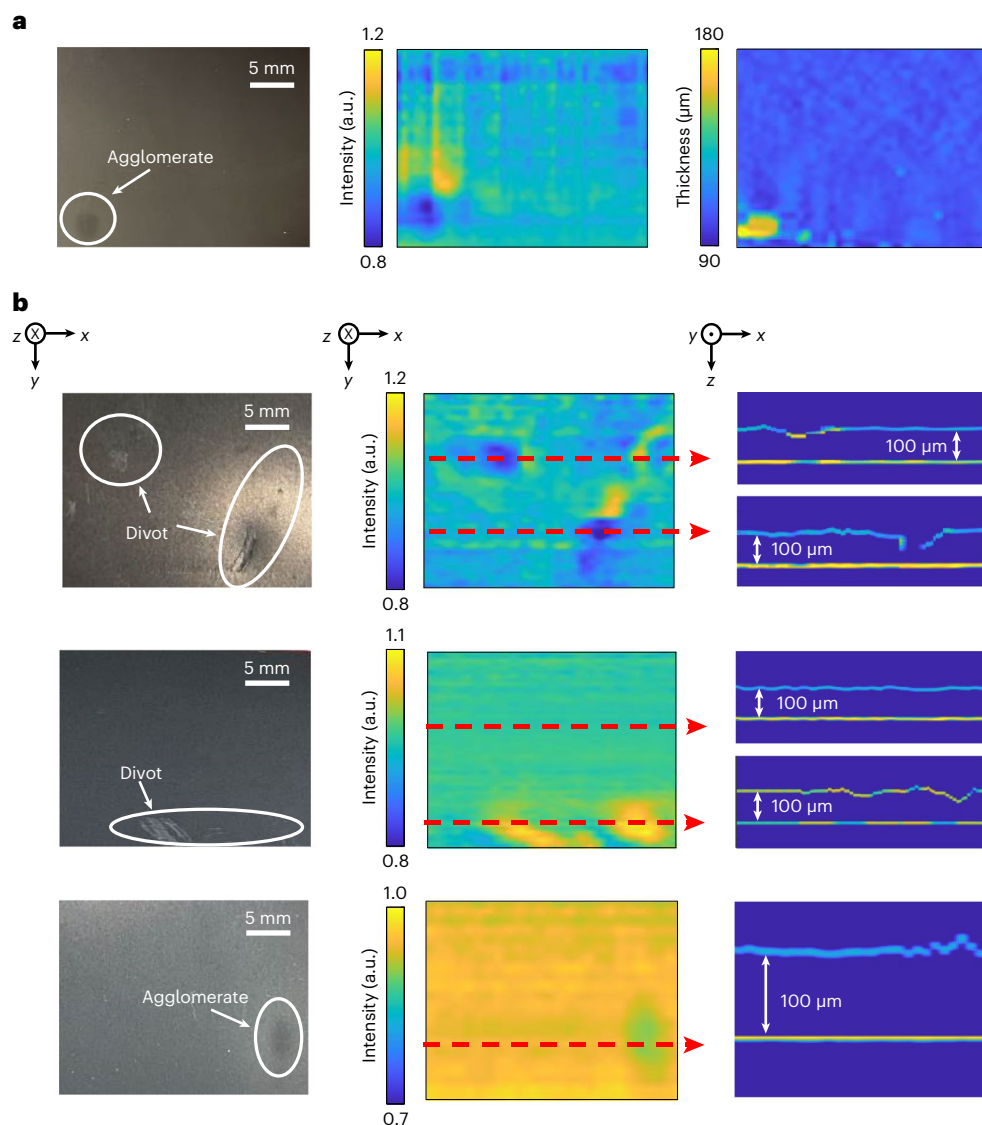 a
5 mm
Agglomerate
1.2
Intensity (a.u.)
0.8
180
Thickness (µm)
90
b
z x
y
z x
y
y x
z
5 mm
Divot
1.2
Intensity (a.u.)
0.8
100 µm
100 µm
5 mm
Divot
1.1
Intensity (a.u.)
0.8
100 µm
100 µm
5 mm
Agglomerate
1.0
Intensity (a.u.)
0.7
100 µm